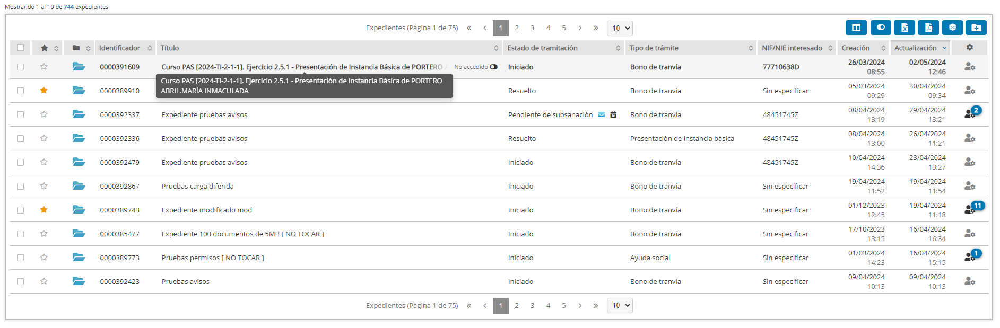 Mostrando 1 al 10 de 744 expedientes
Expedientes (Página 1 de 75) « ‹ 1 2 3 4 5 › » 10
Identificador Título Estado de tramitación Tipo de trámite NIF/NIE interesado Creación Actualización
0000391609 Curso PAS [2024-TI-2-1-1]. Ejercicio 2.5.1 - Presentación de Instancia Básica de PORTERO No accedido Iniciado Bono de tranvía 77710638D 26/03/2024 02/05/2024
08:55 12:46
Curso PAS [2024-TI-2-1-1]. Ejercicio 2.5.1 - Presentación de Instancia Básica de PORTERO
ABRIL.MARÍA INMACULADA
0000389910 Resuelto Bono de tranvía Sin especificar 05/03/2024 30/04/2024
09:29 09:34
0000392337 Expediente pruebas avisos Pendiente de subsanación Bono de tranvía 48451745Z 08/04/2024 29/04/2024 2
13:19 13:21
0000392336 Expediente pruebas avisos Resuelto Presentación de instancia básica 48451745Z 08/04/2024 26/04/2024
13:00 11:21
0000392479 Expediente pruebas avisos Iniciado Bono de tranvía 48451745Z 10/04/2024 23/04/2024
14:36 13:27
0000392867 Pruebas carga diferida Iniciado Bono de tranvía Sin especificar 19/04/2024 19/04/2024
11:52 11:54
0000389743 Expediente modificado mod Iniciado Bono de tranvía Sin especificar 01/12/2023 19/04/2024 11
12:45 11:18
0000385477 Expediente 100 documentos de 5MB [ NO TOCAR ] Iniciado Bono de tranvía Sin especificar 17/10/2023 16/04/2024
13:15 16:34
0000389773 Pruebas permisos [ NO TOCAR ] Iniciado Ayuda social Sin especificar 01/03/2024 16/04/2024 1
14:23 15:15
0000392423 Pruebas avisos Iniciado Bono de tranvía Sin especificar 09/04/2024 09/04/2024
10:13 10:13
Expedientes (Página 1 de 75) « ‹ 1 2 3 4 5 › » 10